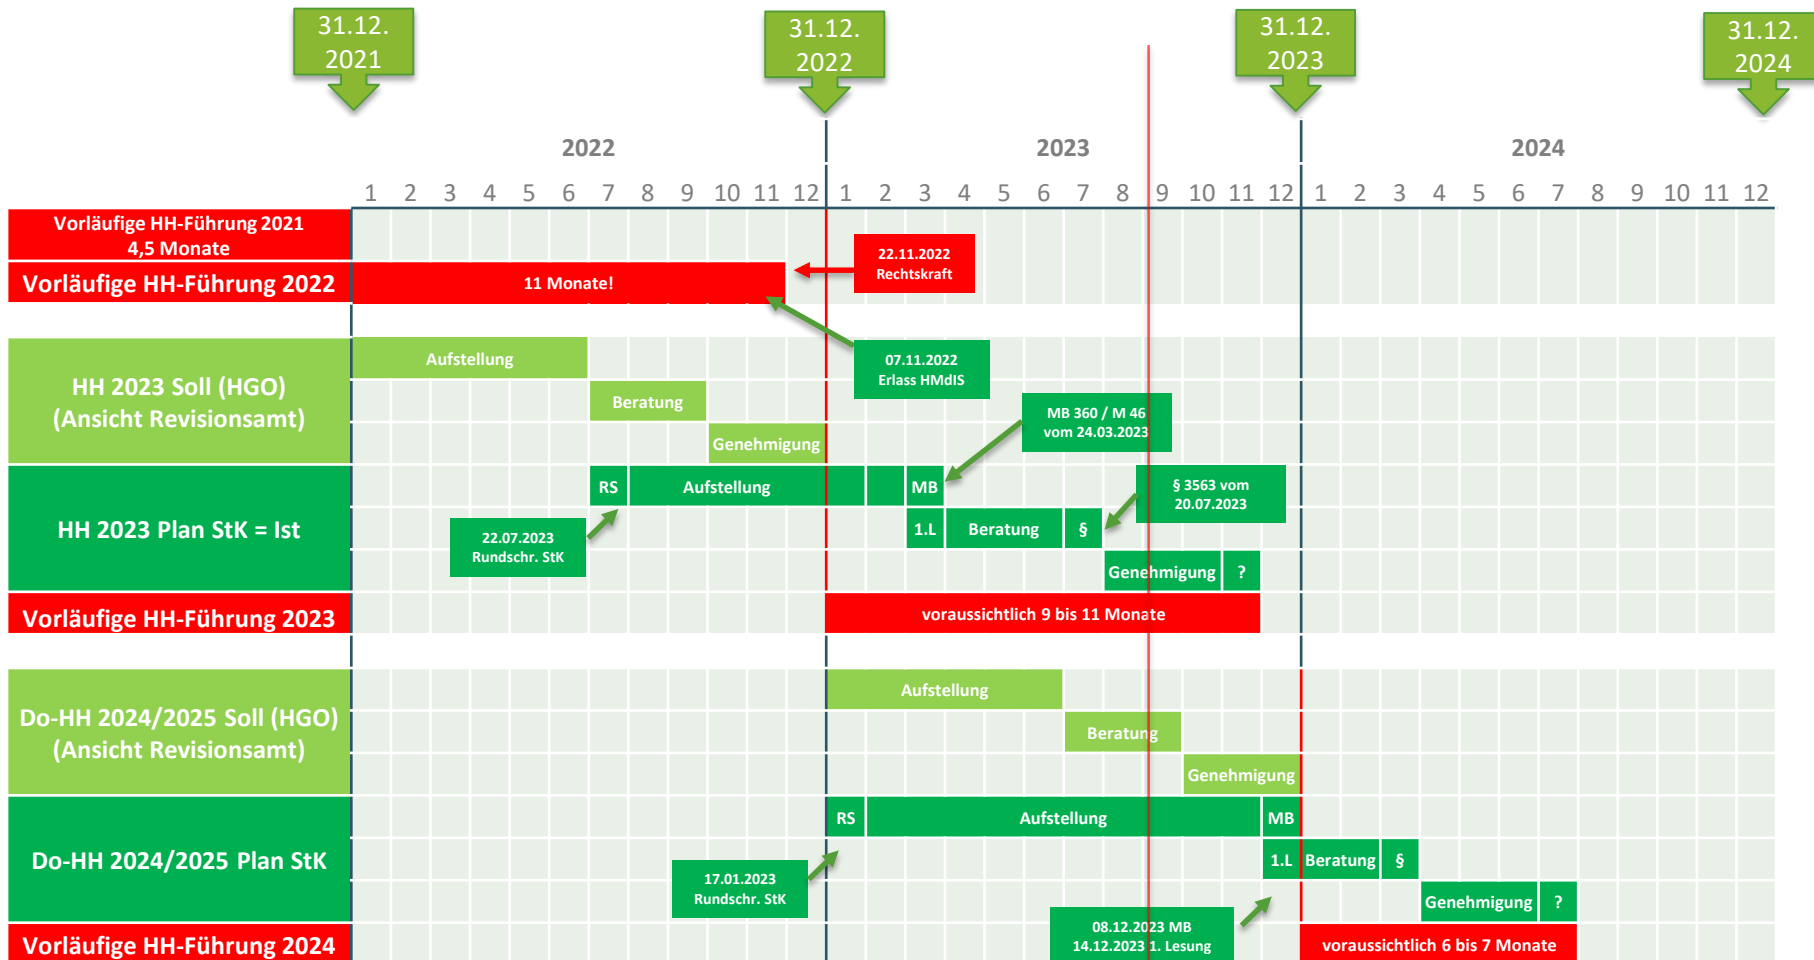 31.12.
2021
31.12.
2022
31.12.
2023
31.12.
2024
2022 2023 2024
1 2 3 4 5 6 7 8 9 10 11 12 1 2 3 4 5 6 7 8 9 10 11 12 1 2 3 4 5 6 7 8 9 10 11 12
Vorläufige HH-Führung 2021
4,5 Monate
22.11.2022
Rechtskraft
Vorläufige HH-Führung 2022
11 Monate!
07.11.2022
Erlass HMdIS
HH 2023 Soll (HGO)
(Ansicht Revisionsamt)
Aufstellung
Beratung
Genehmigung
MB 360 / M 46
vom 24.03.2023
HH 2023 Plan StK = Ist
RS Aufstellung MB
§ 3563 vom
20.07.2023
1.L Beratung §
22.07.2023
Rundschr. StK
Genehmigung ?
Vorläufige HH-Führung 2023
voraussichtlich 9 bis 11 Monate
Do-HH 2024/2025 Soll (HGO)
(Ansicht Revisionsamt)
Aufstellung
Beratung
Genehmigung
Do-HH 2024/2025 Plan StK
RS Aufstellung MB
1.L Beratung §
17.01.2023
Rundschr. StK
Genehmigung ?
08.12.2023 MB
14.12.2023 1. Lesung
Vorläufige HH-Führung 2024
voraussichtlich 6 bis 7 Monate